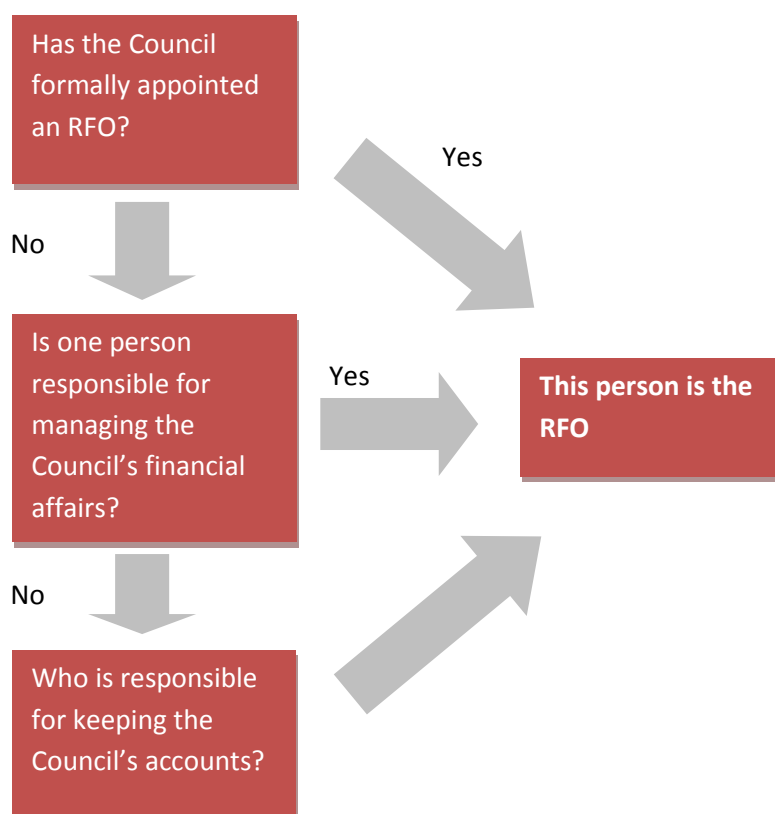 Has the Council
formally appointed
an RFO?
Yes
No
Is one person
responsible for
managing the
Council’s financial
affairs?
Yes
This person is the
RFO
No
Who is responsible
for keeping the
Council’s accounts?